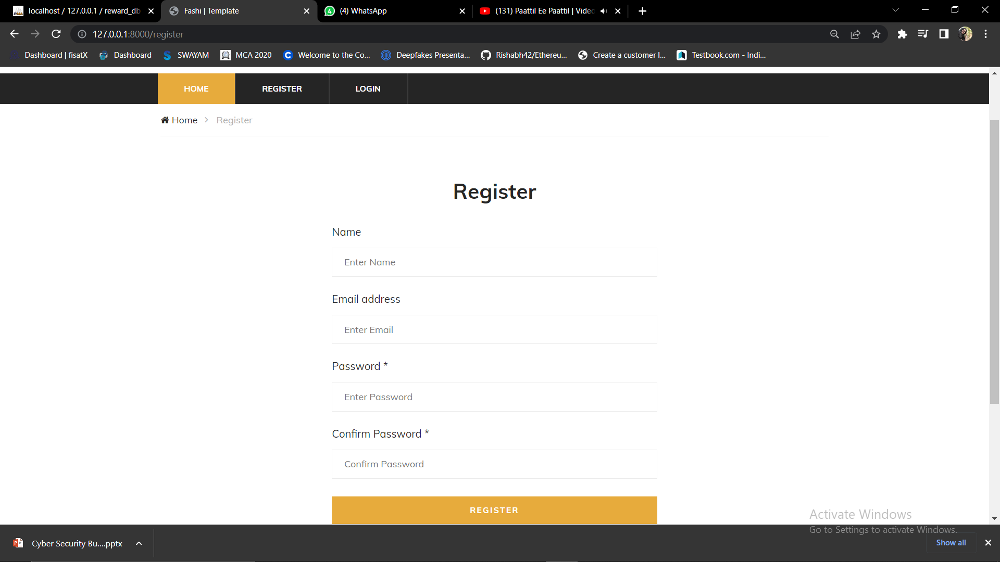 localhost / 127.0.0.1 / reward_db
Fashi | Template
(4) WhatsApp
(131) Paattil Ee Paattil | Video
127.0.0.1:8000/register
Dashboard | fisatX
Dashboard
SWAYAM
MCA 2020
Welcome to the Co...
Deepfakes Presenta...
Rishabh42/Ethereu...
Create a customer l...
Testbook.com - Indi...
HOME
REGISTER
LOGIN
Home
Register
Register
Name
Enter Name
Email address
Enter Email
Password *
Enter Password
Confirm Password *
Confirm Password
REGISTER
Activate Windows
Go to Settings to activate Windows.
Cyber Security Bu....pptx
Show all